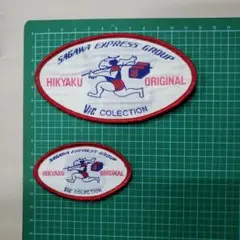 SAGAWA EXPRESS GROUP
HIKYAKU ORIGINAL
Vic COLECTION
SAGAWA EXPRESS GROUP
HIKYAKU ORIGINAL
Vic COLECTION